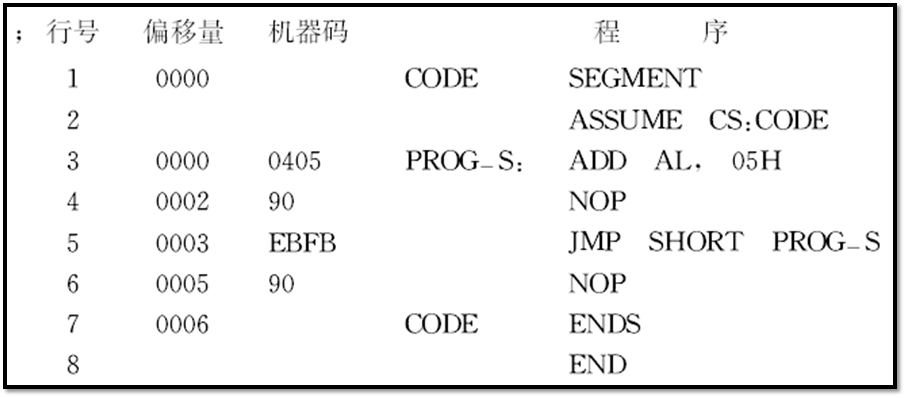 ; 行号 偏移量 机器码 程 序
1 0000 CODE SEGMENT
2 ASSUME CS:CODE
3 0000 0405 PROG_S: ADD AL, 05H
4 0002 90 NOP
5 0003 EBFB JMP SHORT PROG_S
6 0005 90 NOP
7 0006 CODE ENDS
8 END